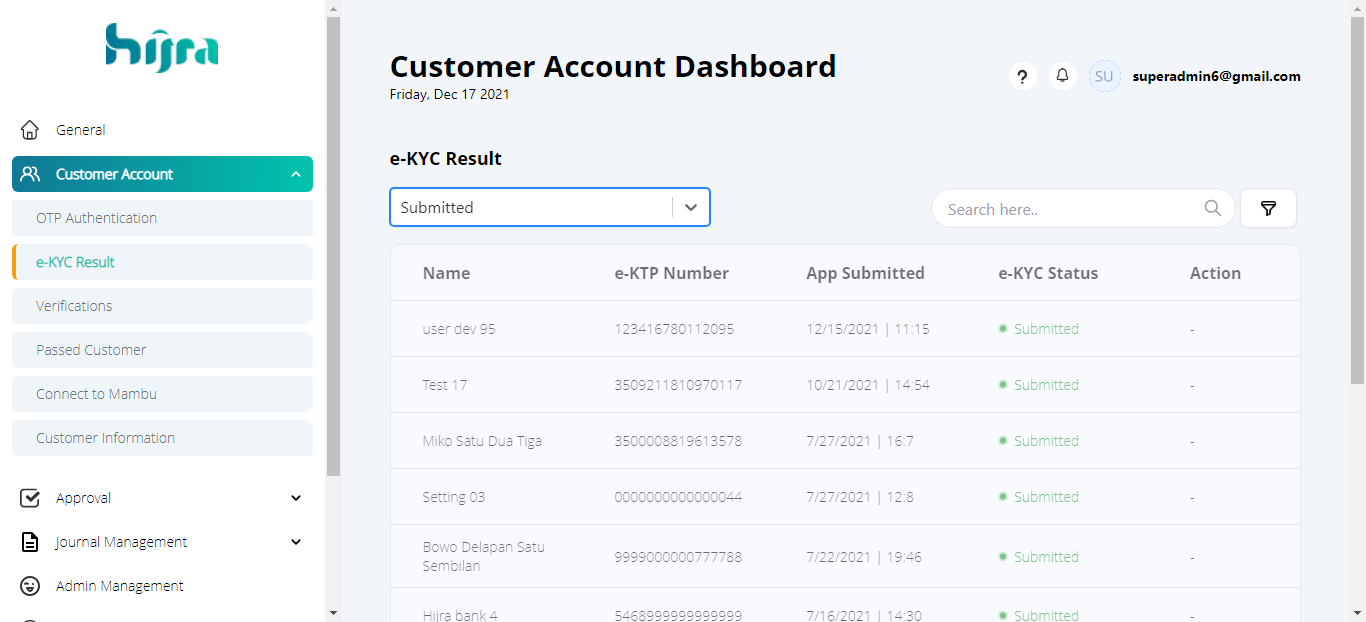 hijra
General
Customer Account
OTP Authentication
e-KYC Result
Verifications
Passed Customer
Connect to Mambu
Customer Information
Approval
Journal Management
Admin Management
Customer Account Dashboard
Friday, Dec 17 2021
? SU superadmin6@gmail.com
e-KYC Result
Submitted
Search here..
Name e-KTP Number App Submitted e-KYC Status Action
user dev 95 123416780112095 12/15/2021 | 11:15 Submitted -
Test 17 3509211810970117 10/21/2021 | 14:54 Submitted -
Miko Satu Dua Tiga 3500008819613578 7/27/2021 | 16:7 Submitted -
Setting 03 0000000000000044 7/27/2021 | 12:8 Submitted -
Bowo Delapan Satu
Sembilan 9999000000777788 7/22/2021 | 19:46 Submitted -
Hijra bank 4 5468999999999999 7/16/2021 | 14:30 Submitted -